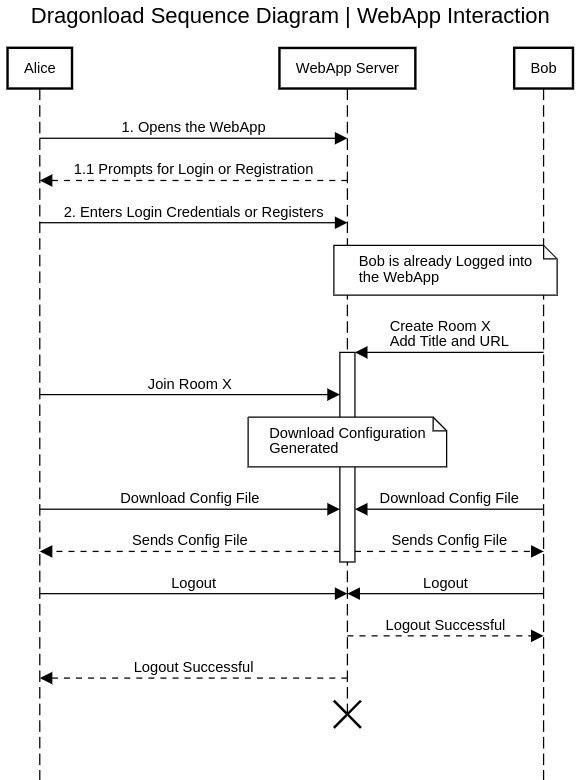 Dragonload Sequence Diagram | WebApp Interaction
Alice
WebApp Server
Bob
1. Opens the WebApp
1.1 Prompts for Login or Registration
2. Enters Login Credentials or Registers
Bob is already Logged into
the WebApp
Create Room X
Add Title and URL
Join Room X
Download Configuration
Generated
Download Config File
Download Config File
Sends Config File
Sends Config File
Logout
Logout
Logout Successful
Logout Successful